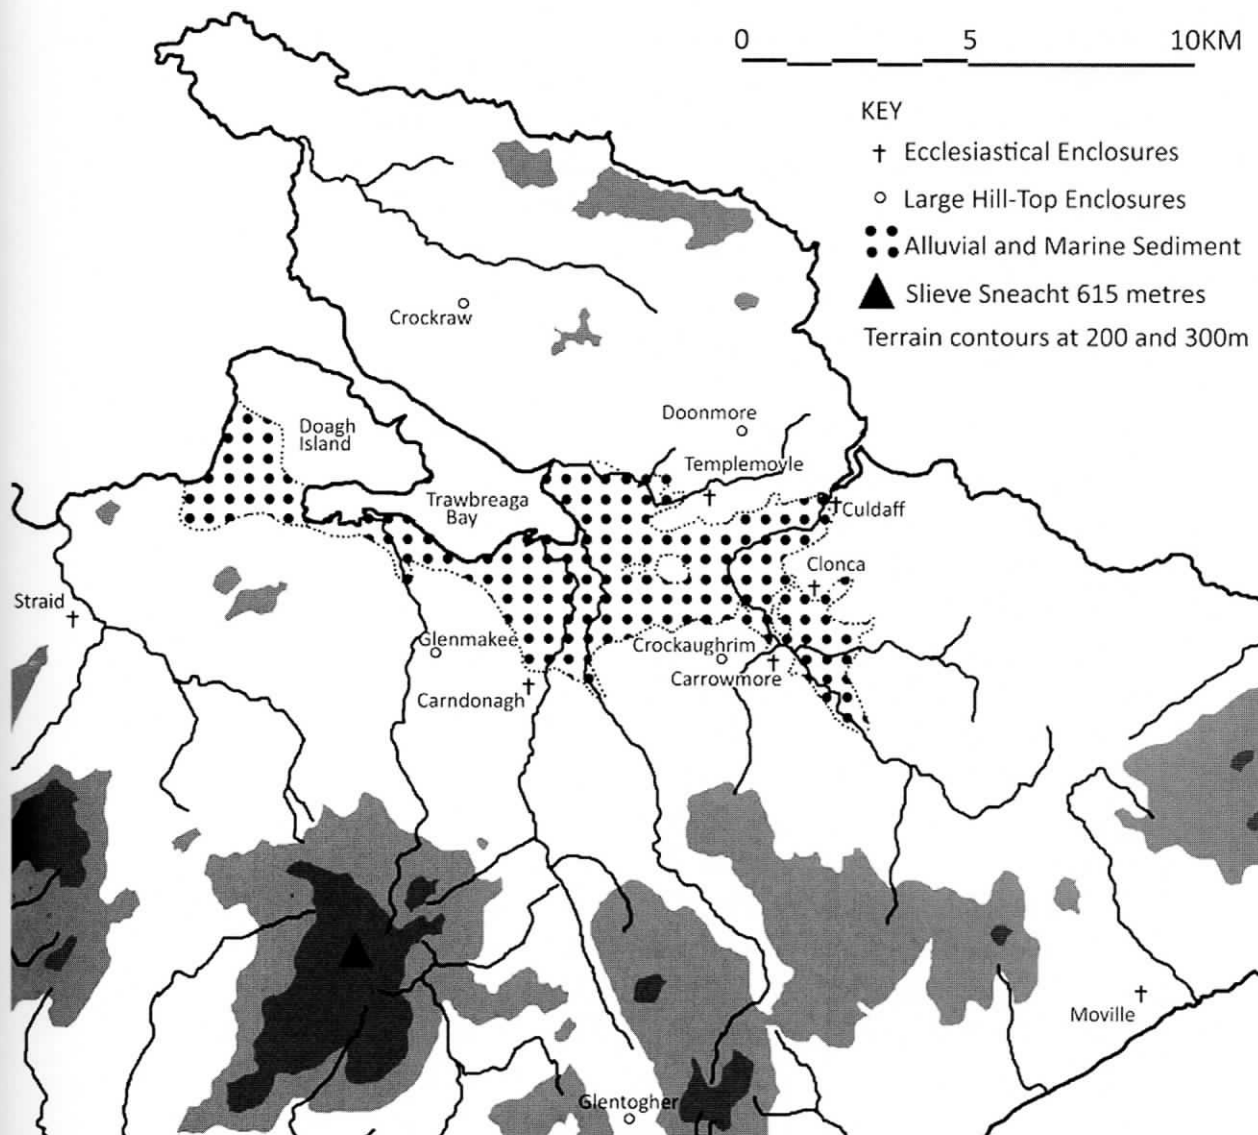 0 5 10KM
KEY
Ecclesiastical Enclosures
Large Hill-Top Enclosures
Alluvial and Marine Sediment
Slieve Sneacht 615 metres
Terrain contours at 200 and 300m
Crockraw
Doagh
Island
Doonmore
Templemoyle
Trawbreaga
Bay
Culdaff
Clonca
Straid
Glenmakee
Crockaughrim
Carrowmore
Carndonagh
Moville
Glentogher